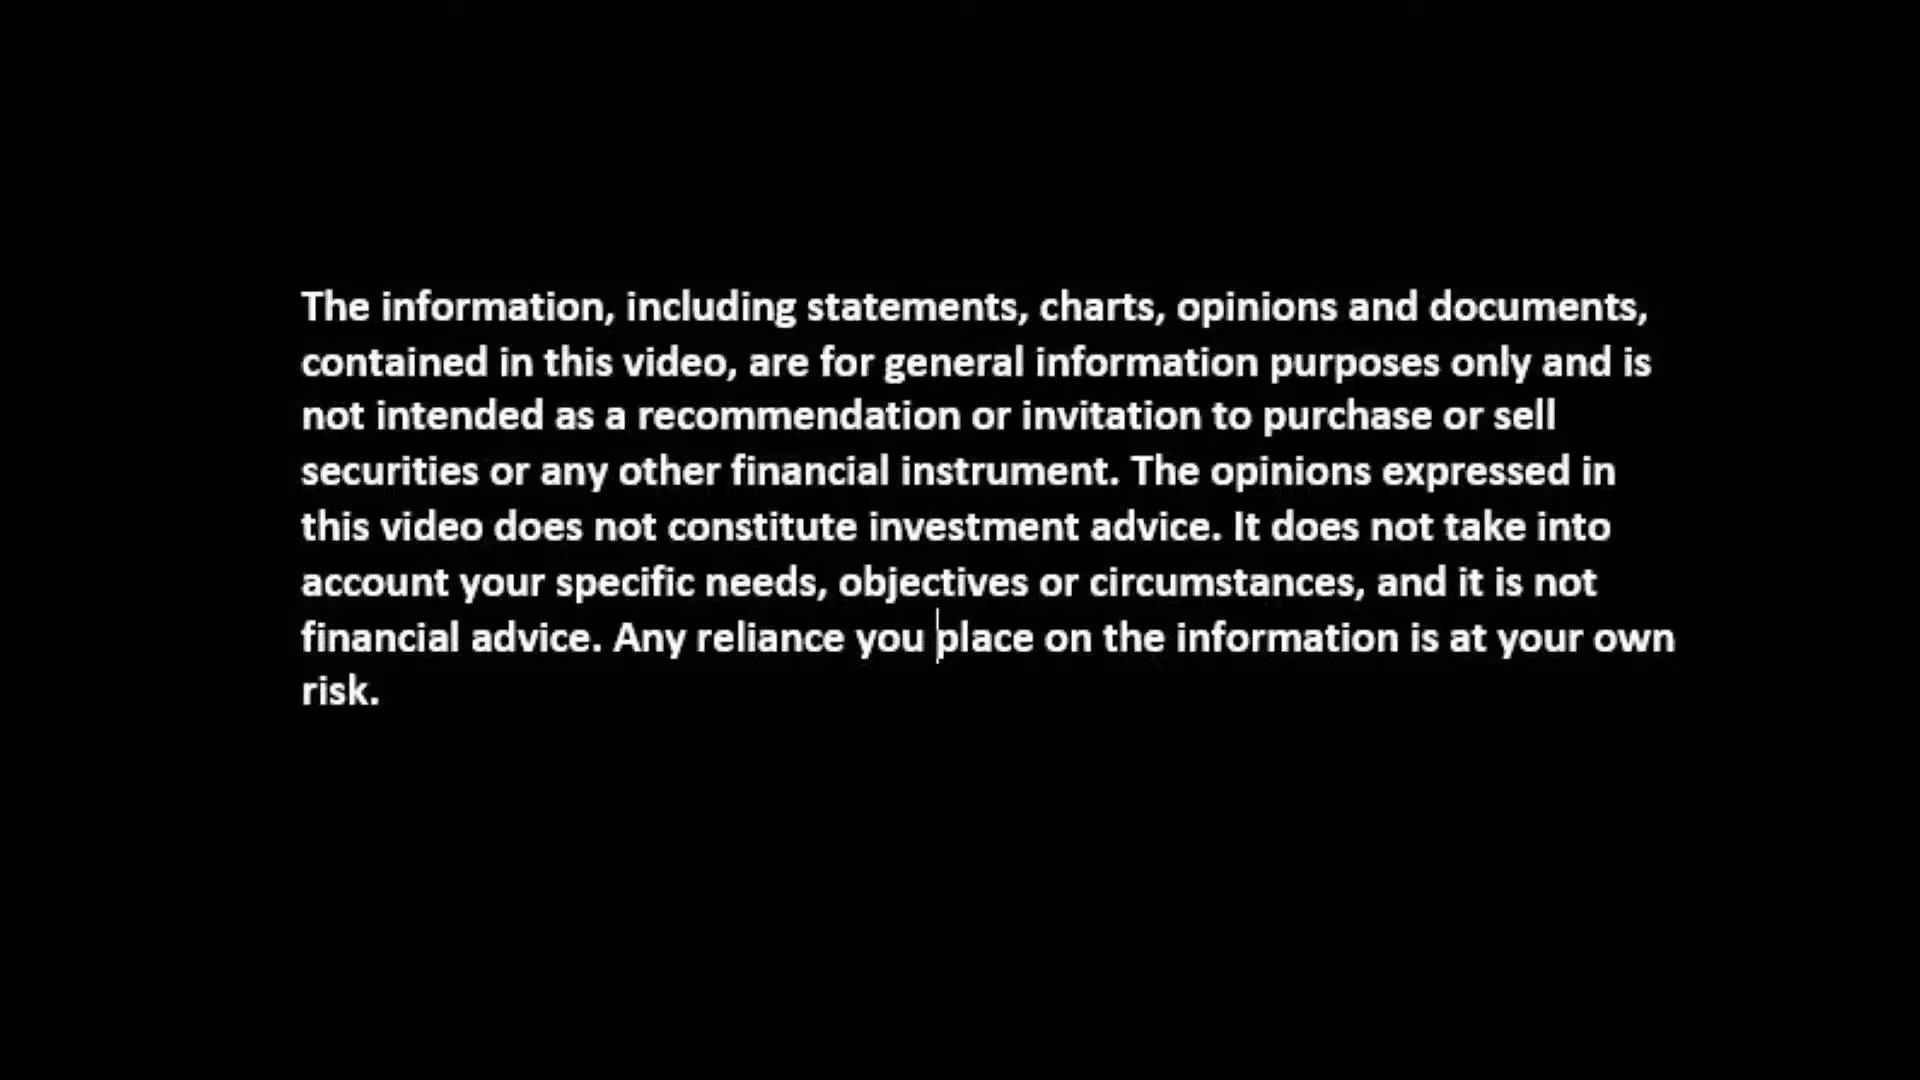 The information, including statements, charts, opinions and documents,
contained in this video, are for general information purposes only and is
not intended as a recommendation or invitation to purchase or sell
securities or any other financial instrument. The opinions expressed in
this video does not constitute investment advice. It does not take into
account your specific needs, objectives or circumstances, and it is not
financial advice. Any reliance you place on the information is at your own
risk.